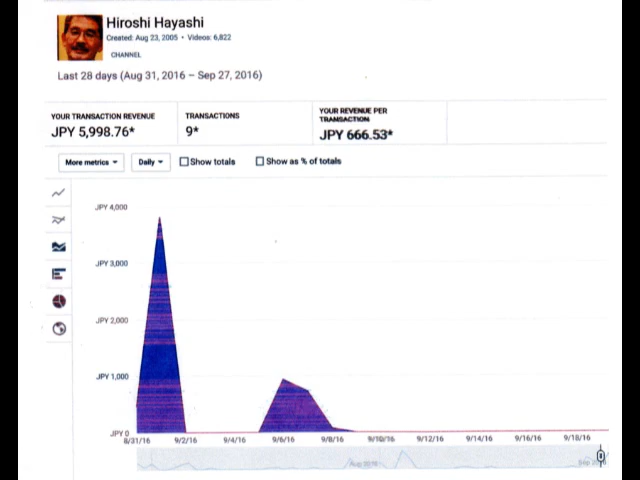 Hiroshi Hayashi
Created: Aug 23, 2005 • Videos: 6,822
CHANNEL
Last 28 days (Aug 31, 2016 – Sep 27, 2016)
YOUR TRANSACTION REVENUE
JPY 5,998.76*
TRANSACTIONS
9*
YOUR REVENUE PER
TRANSACTION
JPY 666.53*
More metrics
Daily
Show totals
Show as % of totals
JPY 4,000
JPY 3,000
JPY 2,000
JPY 1,000
JPY 0
8/31/16 9/2/16 9/4/16 9/6/16 9/8/16 9/10/16 9/12/16 9/14/16 9/16/16 9/18/16
Aug 2016